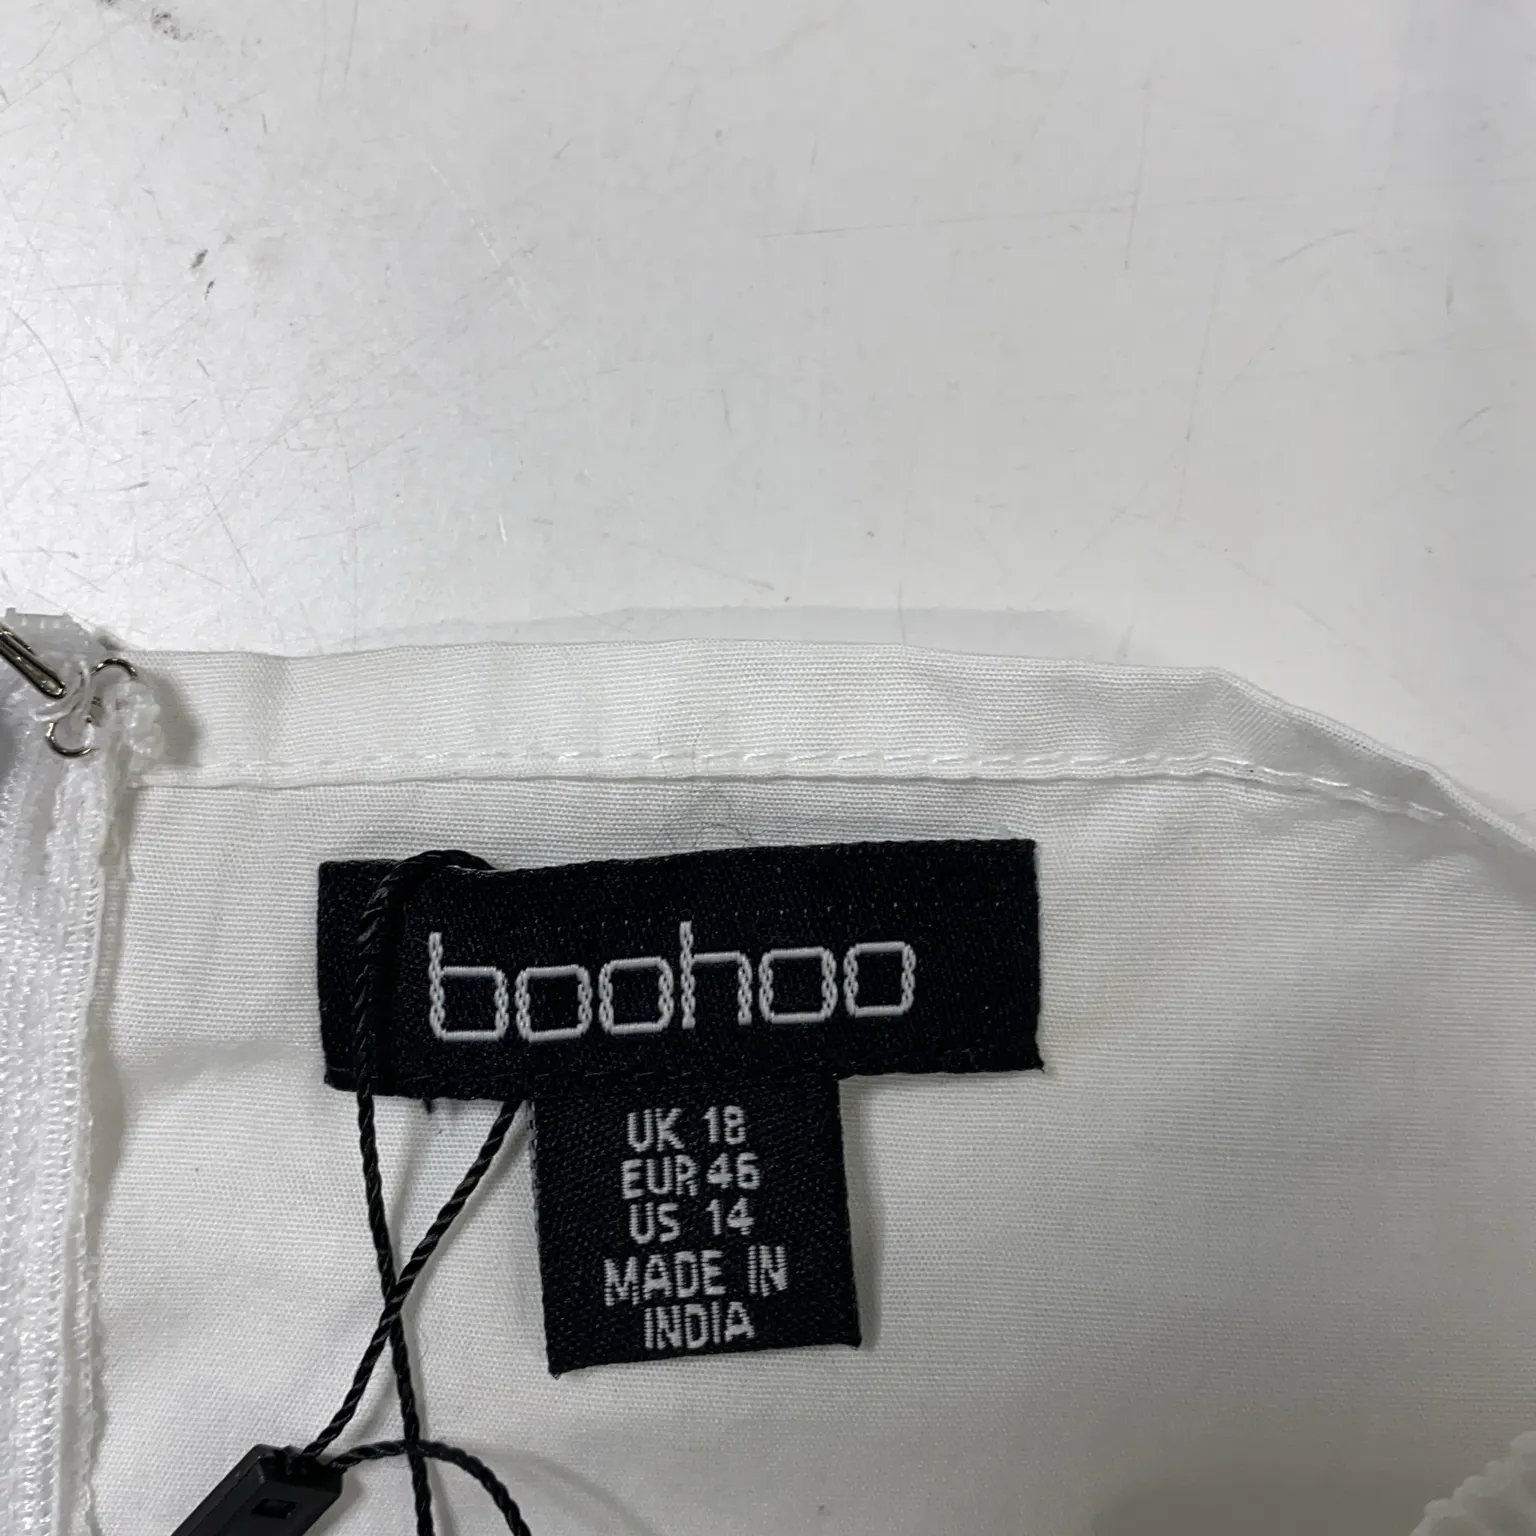 boohoo
UK 18
EUR 46
US 14
MADE IN
INDIA